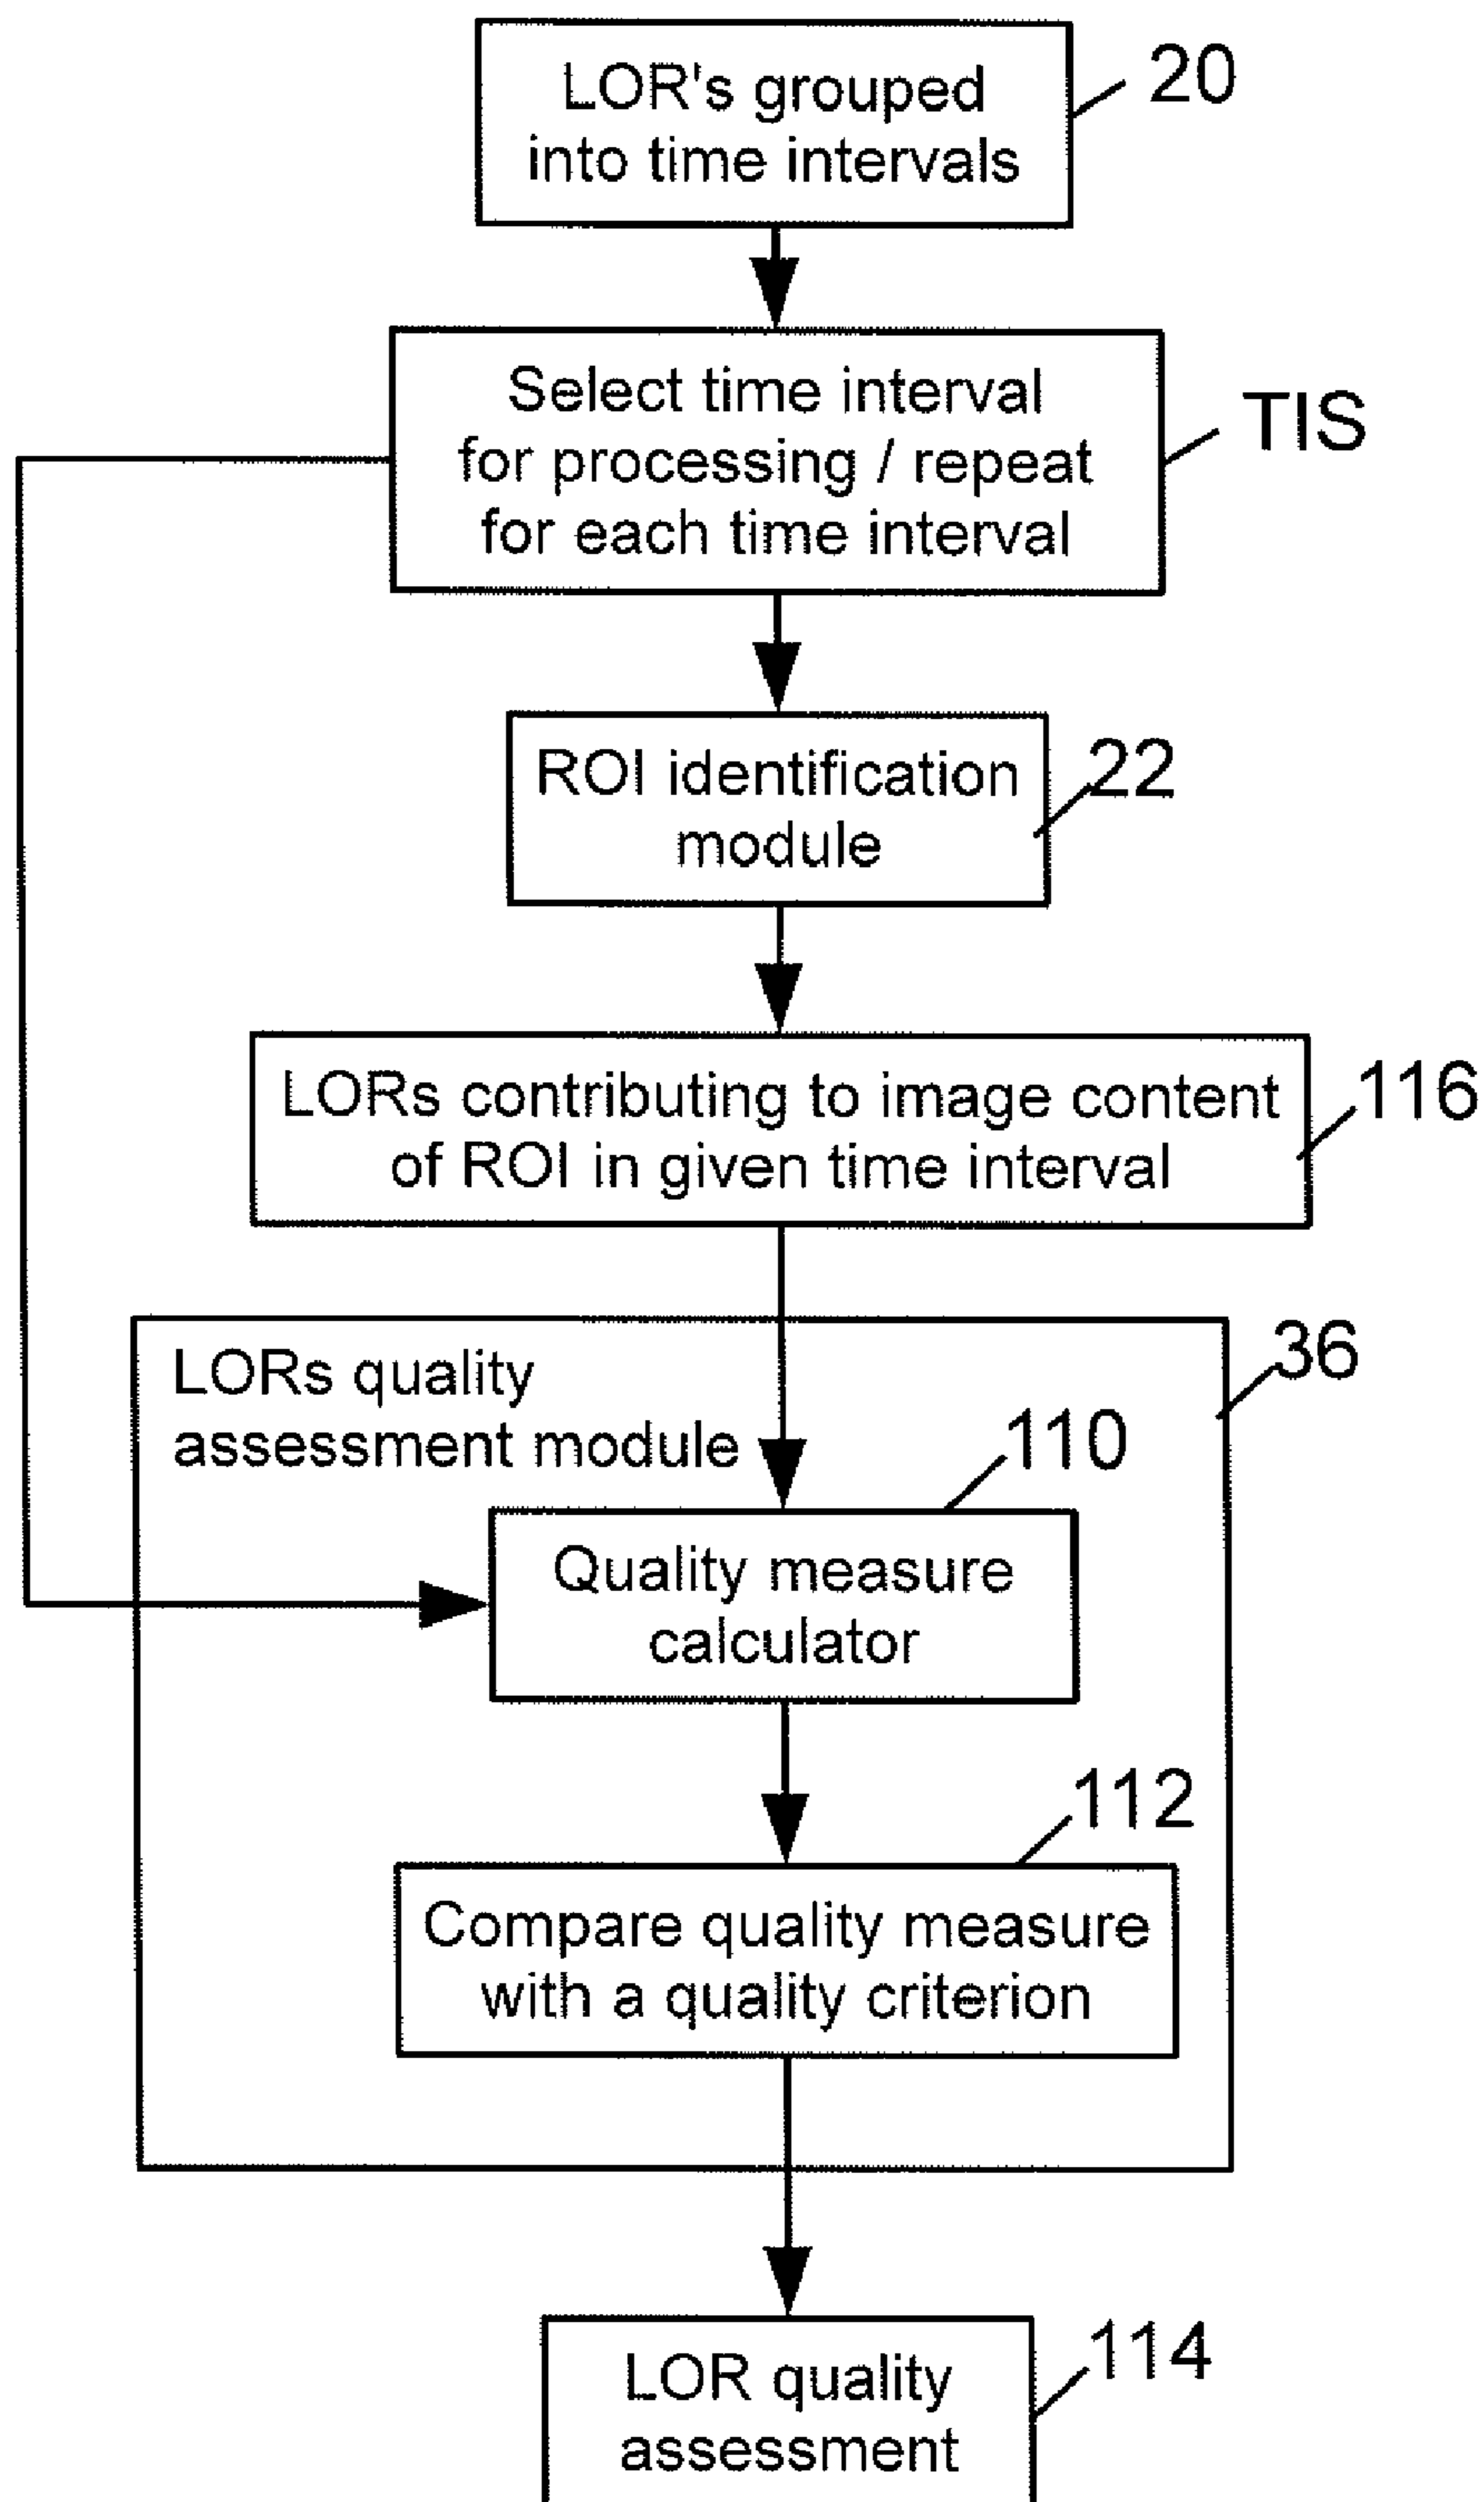 LOR's grouped
into time intervals
20
Select time interval
for processing / repeat
for each time interval
TIS
ROI identification
module
22
LORs contributing to image content
of ROI in given time interval
116
LORs quality
assessment module
36
110
Quality measure
calculator
112
Compare quality measure
with a quality criterion
LOR quality
assessment
114